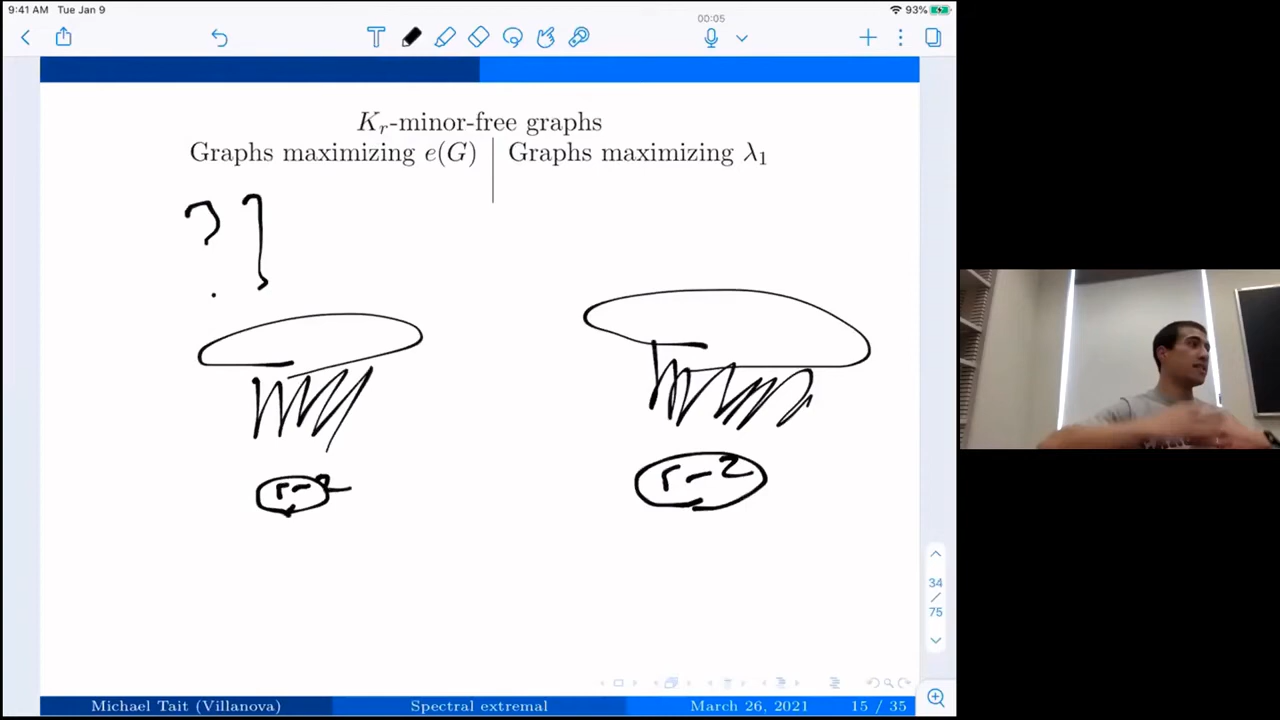 9:41 AM Tue Jan 9
93%
00:05
K_r-minor-free graphs
Graphs maximizing e(G) | Graphs maximizing λ₁
?
r-2
r-2
34
/
75
Michael Tait (Villanova) Spectral extremal March 26, 2021 15 / 35